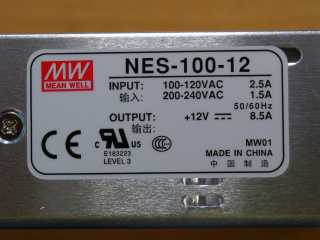 MW
MEAN WELL
NES-100-12
INPUT: 100-120VAC 2.5A
输入: 200-240VAC 1.5A
50/60Hz
OUTPUT: +12V 8.5A
输出:
CE
c RU us
E183223
LEVEL 3
CCC
MW01
MADE IN CHINA
中国制造